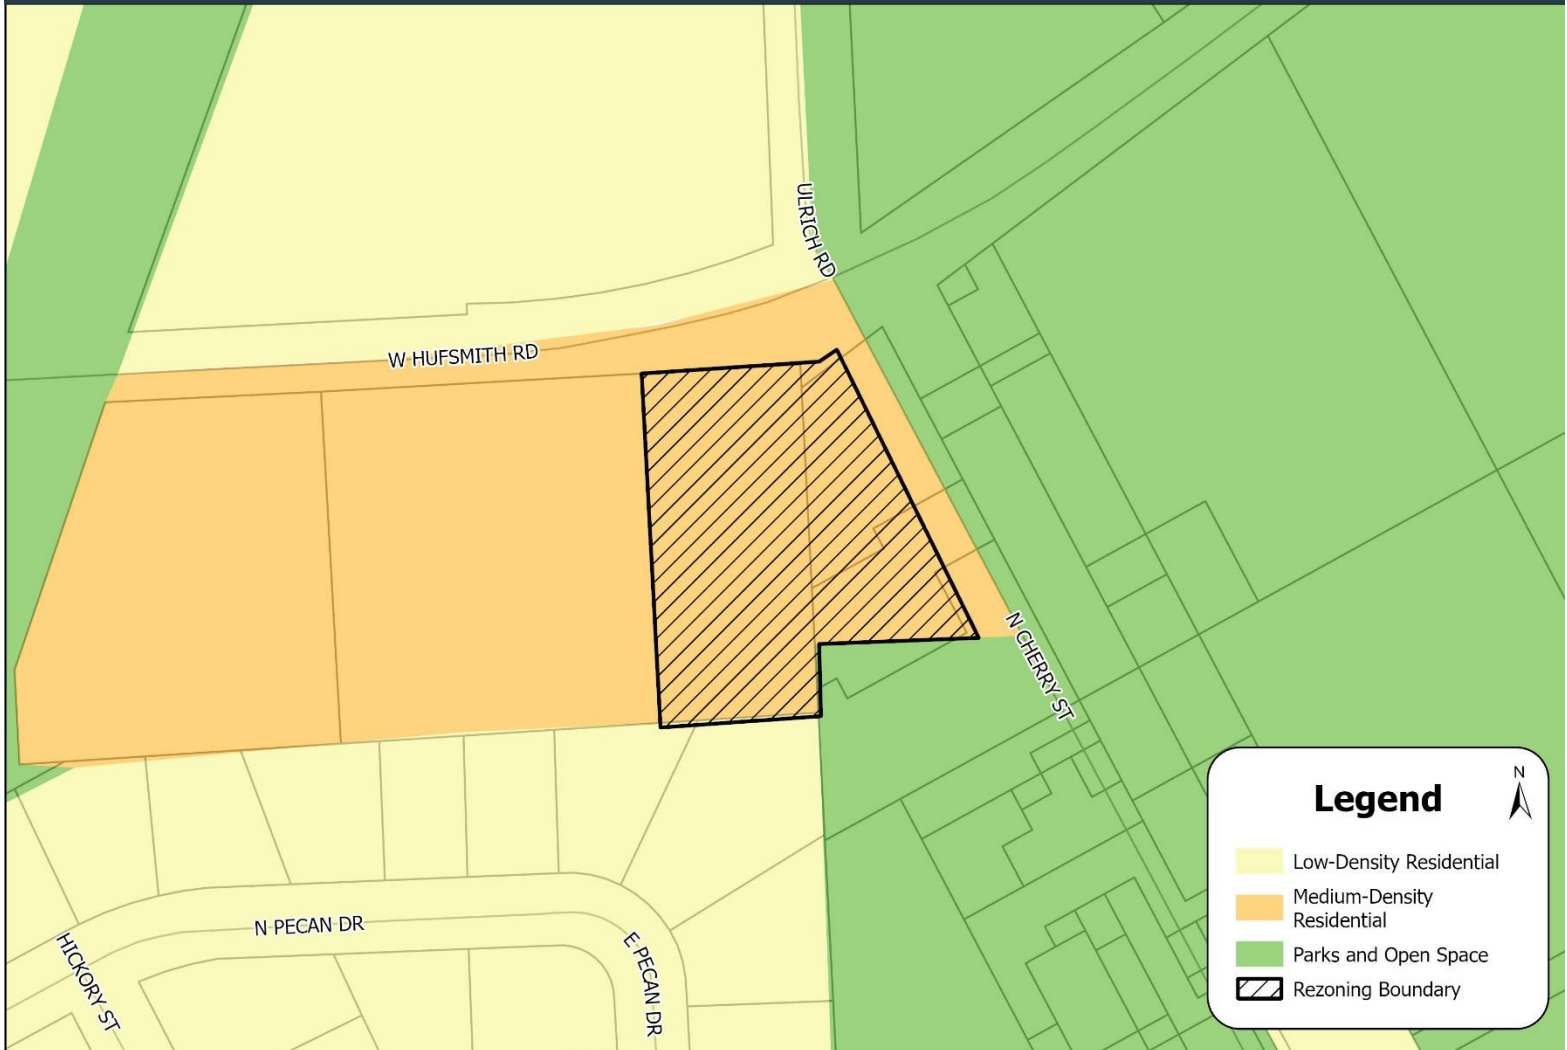 ULRICH RD
W HUFSMITH RD
N CHERRY ST
N PECAN DR
E PECAN DR
HICKORY ST
Legend
N
Low-Density Residential
Medium-Density
Residential
Parks and Open Space
Rezoning Boundary